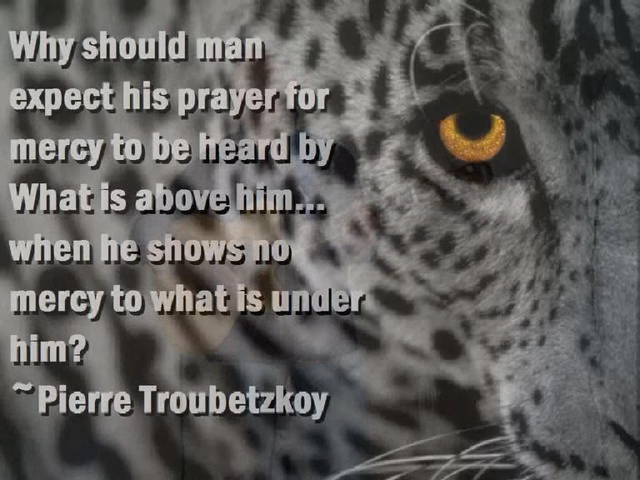 Why should man
expect his prayer for
mercy to be heard by
What is above him...
when he shows no
mercy to what is under
him?
~Pierre Troubetzkoy